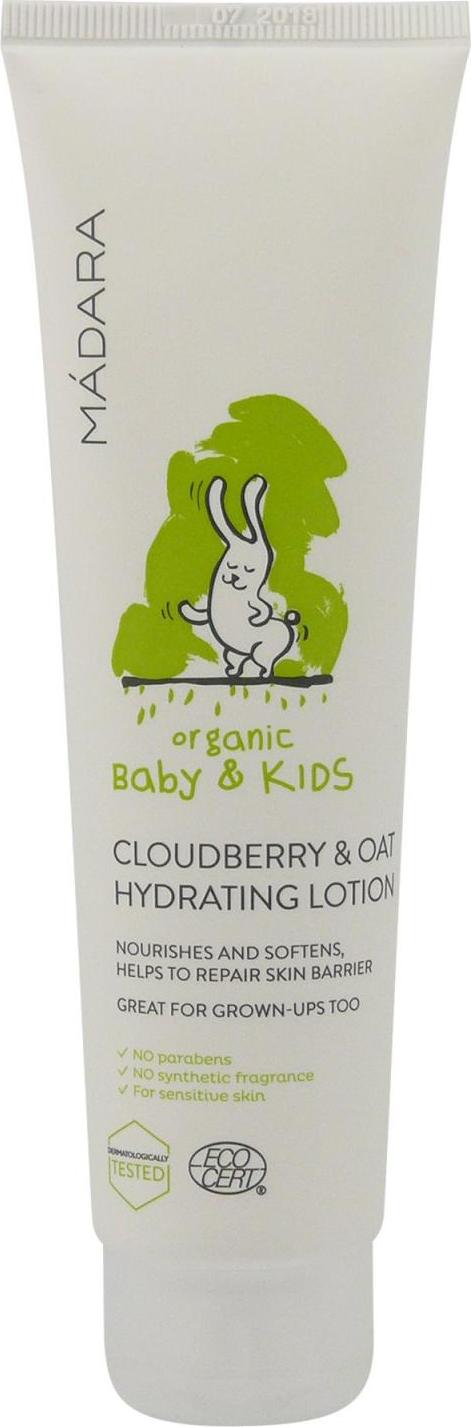 07 2018
MÁDARA
organic
Baby & KIDS
CLOUDBERRY & OAT
HYDRATING LOTION
NOURISHES AND SOFTENS,
HELPS TO REPAIR SKIN BARRIER
GREAT FOR GROWN-UPS TOO
✓ NO parabens
✓ NO synthetic fragrance
✓ For sensitive skin
DERMATOLOGICALLY
TESTED
ECO
CERT®